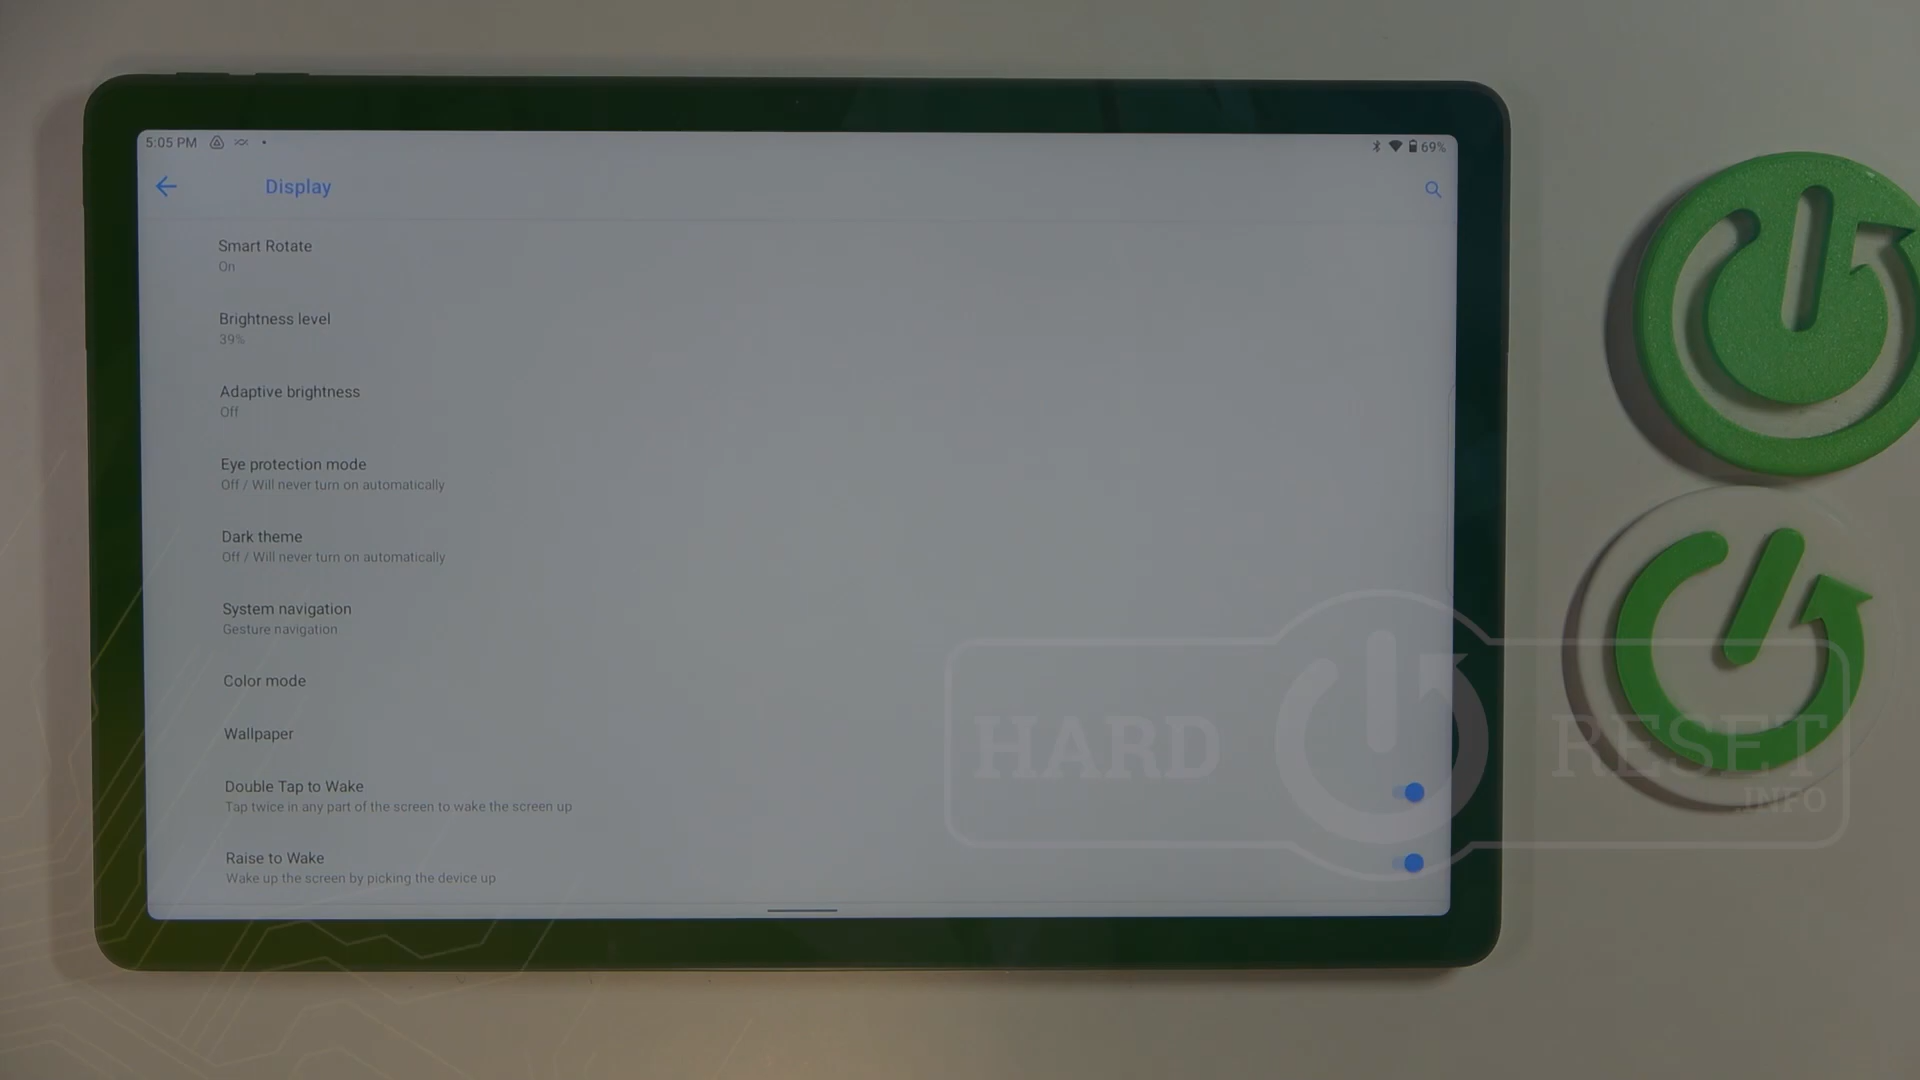 5:05 PM
69%
Display
Smart Rotate
On
Brightness level
39%
Adaptive brightness
Off
Eye protection mode
Off / Will never turn on automatically
Dark theme
Off / Will never turn on automatically
System navigation
Gesture navigation
Color mode
Wallpaper
Double Tap to Wake
Tap twice in any part of the screen to wake the screen up
Raise to Wake
Wake up the screen by picking the device up
HARD RESET
.INFO